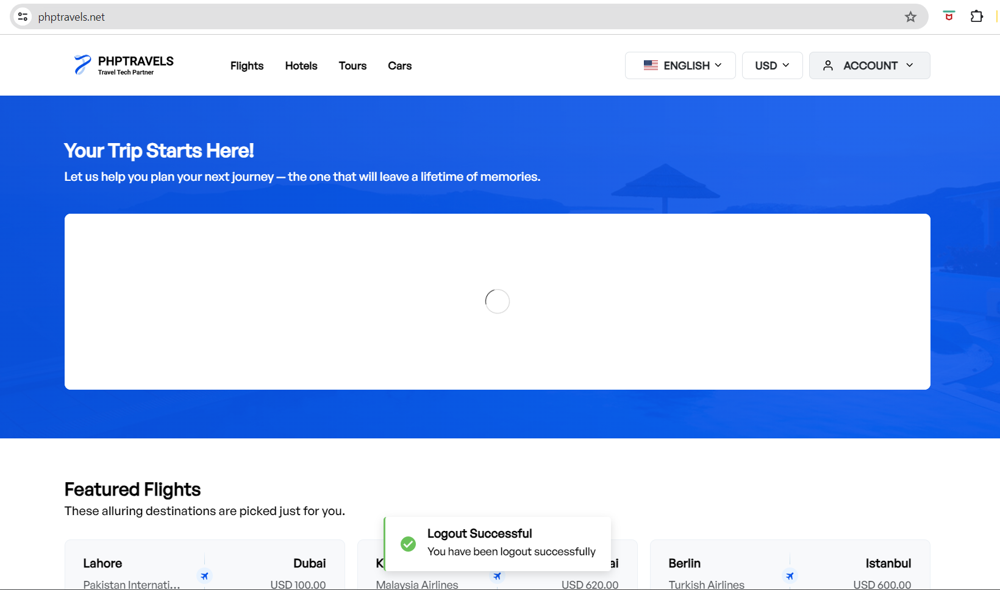 phptravels.net
PHPTRAVELS
Travel Tech Partner
Flights Hotels Tours Cars
ENGLISH USD ACCOUNT
Your Trip Starts Here!
Let us help you plan your next journey — the one that will leave a lifetime of memories.
Featured Flights
These alluring destinations are picked just for you.
Logout Successful
You have been logout successfully
Lahore Dubai
Pakistan Internati... USD 100.00
Malaysia Airlines USD 620.00
Berlin Istanbul
Turkish Airlines USD 600.00